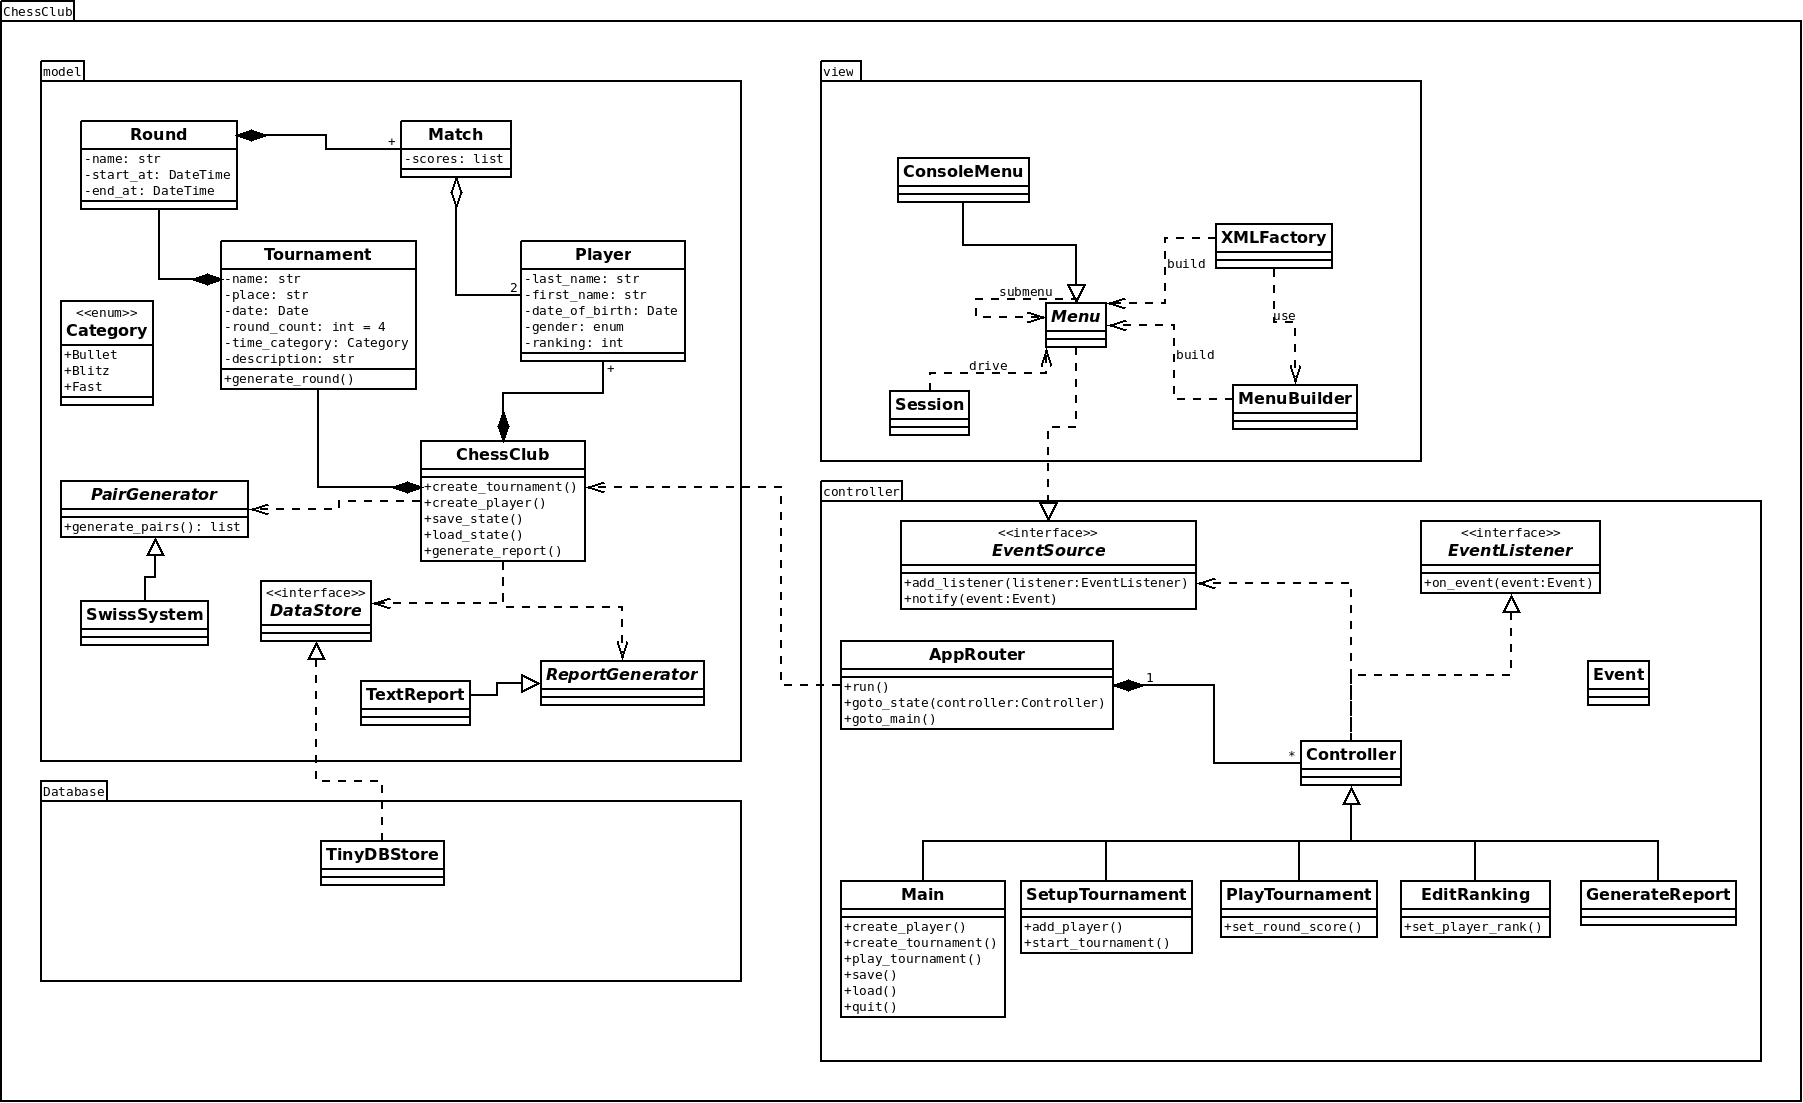 ChessClub
model
Round
-name: str
-start_at: DateTime
-end_at: DateTime
+
Match
-scores: list
Tournament
-name: str
-place: str
-date: Date
-round_count: int = 4
-time_category: Category
-description: str
+generate_round()
2
Player
-last_name: str
-first_name: str
-date_of_birth: Date
-gender: enum
-ranking: int
+
<<enum>>
Category
+Bullet
+Blitz
+Fast
ChessClub
+create_tournament()
+create_player()
+save_state()
+load_state()
+generate_report()
PairGenerator
+generate_pairs(): list
SwissSystem
<<interface>>
DataStore
TextReport
ReportGenerator
Database
TinyDBStore
view
ConsoleMenu
XMLFactory
build
submenu
Menu
use
build
drive
Session
MenuBuilder
controller
<<interface>>
EventSource
+add_listener(listener:EventListener)
+notify(event:Event)
<<interface>>
EventListener
+on_event(event:Event)
AppRouter
+run()
+goto_state(controller:Controller)
+goto_main()
1
*
Controller
Event
Main
+create_player()
+create_tournament()
+play_tournament()
+save()
+load()
+quit()
SetupTournament
+add_player()
+start_tournament()
PlayTournament
+set_round_score()
EditRanking
+set_player_rank()
GenerateReport